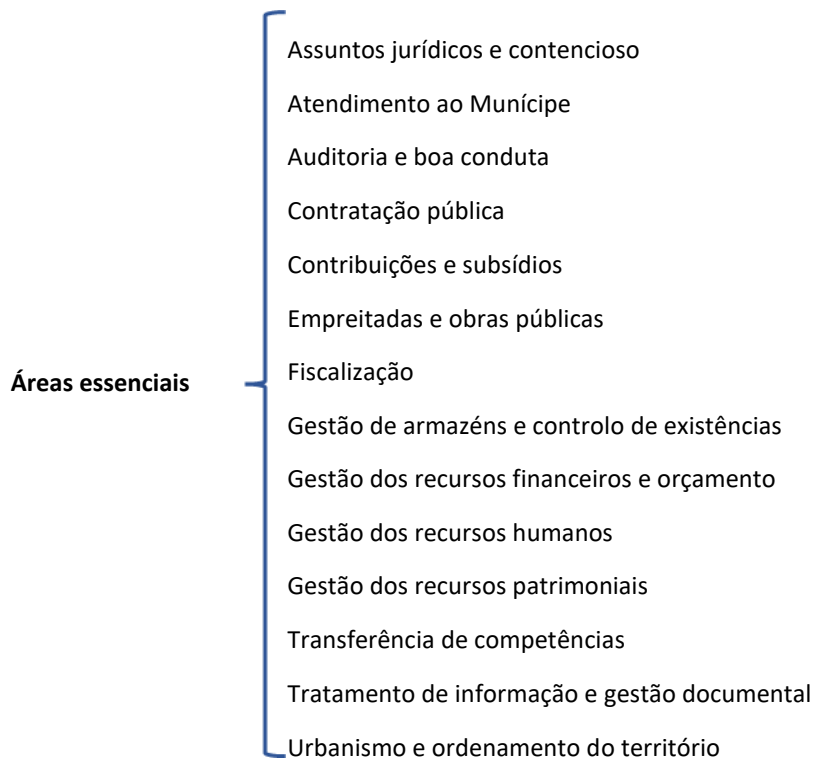 Assuntos jurídicos e contencioso
Atendimento ao Munícipe
Auditoria e boa conduta
Contratação pública
Contribuições e subsídios
Empreitadas e obras públicas
Áreas essenciais
Fiscalização
Gestão de armazéns e controlo de existências
Gestão dos recursos financeiros e orçamento
Gestão dos recursos humanos
Gestão dos recursos patrimoniais
Transferência de competências
Tratamento de informação e gestão documental
Urbanismo e ordenamento do território